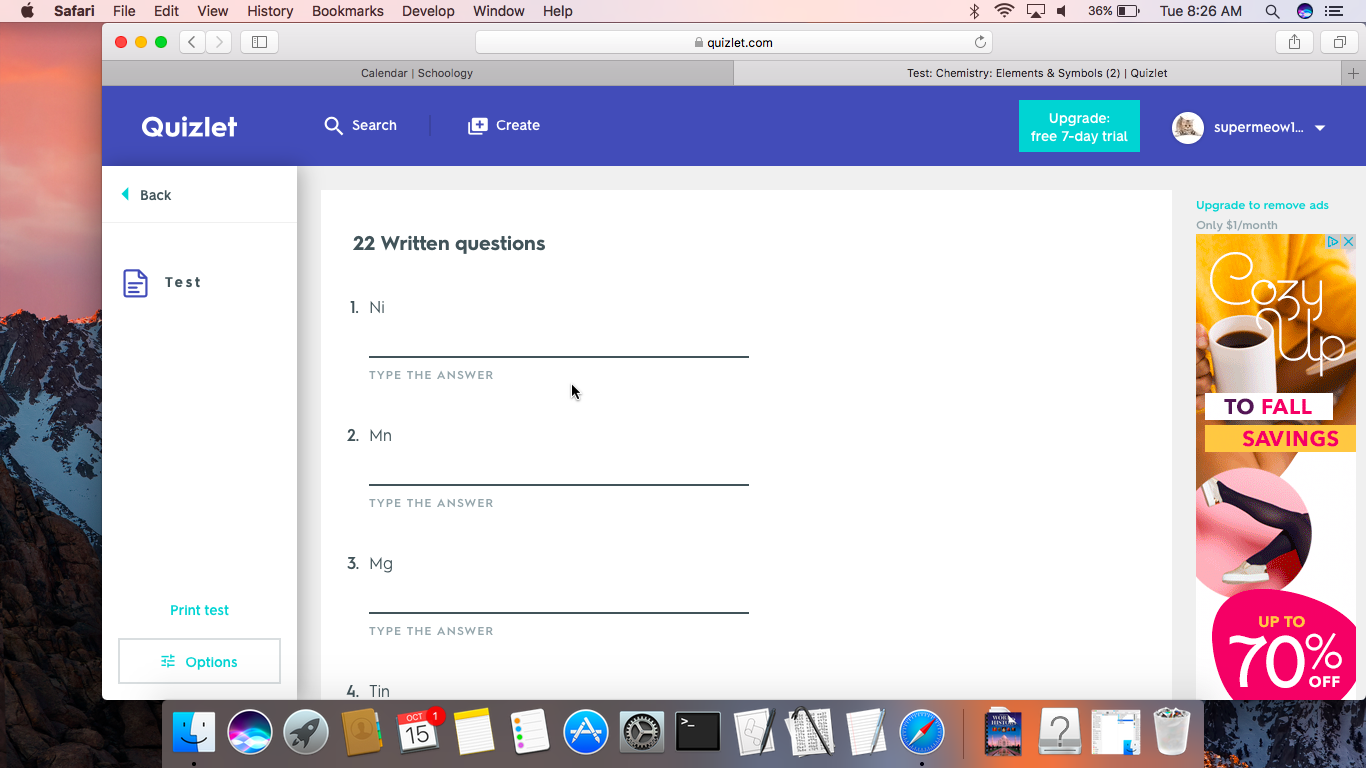 Safari File Edit View History Bookmarks Develop Window Help 36% Tue 8:26 AM
quizlet.com
Calendar | Schoology
Test: Chemistry: Elements & Symbols (2) | Quizlet
Quizlet
Search
Create
Upgrade:
free 7-day trial
supermeow1...
Back
Test
Print test
Options
22 Written questions
1. Ni
TYPE THE ANSWER
2. Mn
TYPE THE ANSWER
3. Mg
TYPE THE ANSWER
4. Tin
Upgrade to remove ads
Only $1/month
Cozy
Up
TO FALL
SAVINGS
UP TO
70%
OFF
OCT
15
1
>_
?